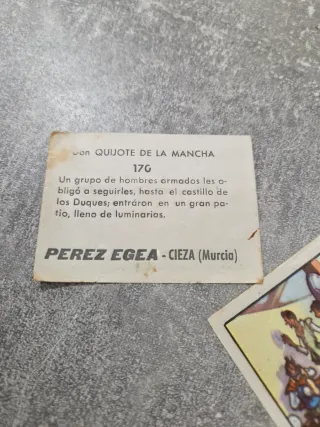 Don QUIJOTE DE LA MANCHA
170
Un grupo de hombres armados les o-
bligó a seguirles, hasta el castillo de
los Duques; entráron en un gran pa-
tio, lleno de luminarias.
PEREZ EGEA - CIEZA (Murcia)